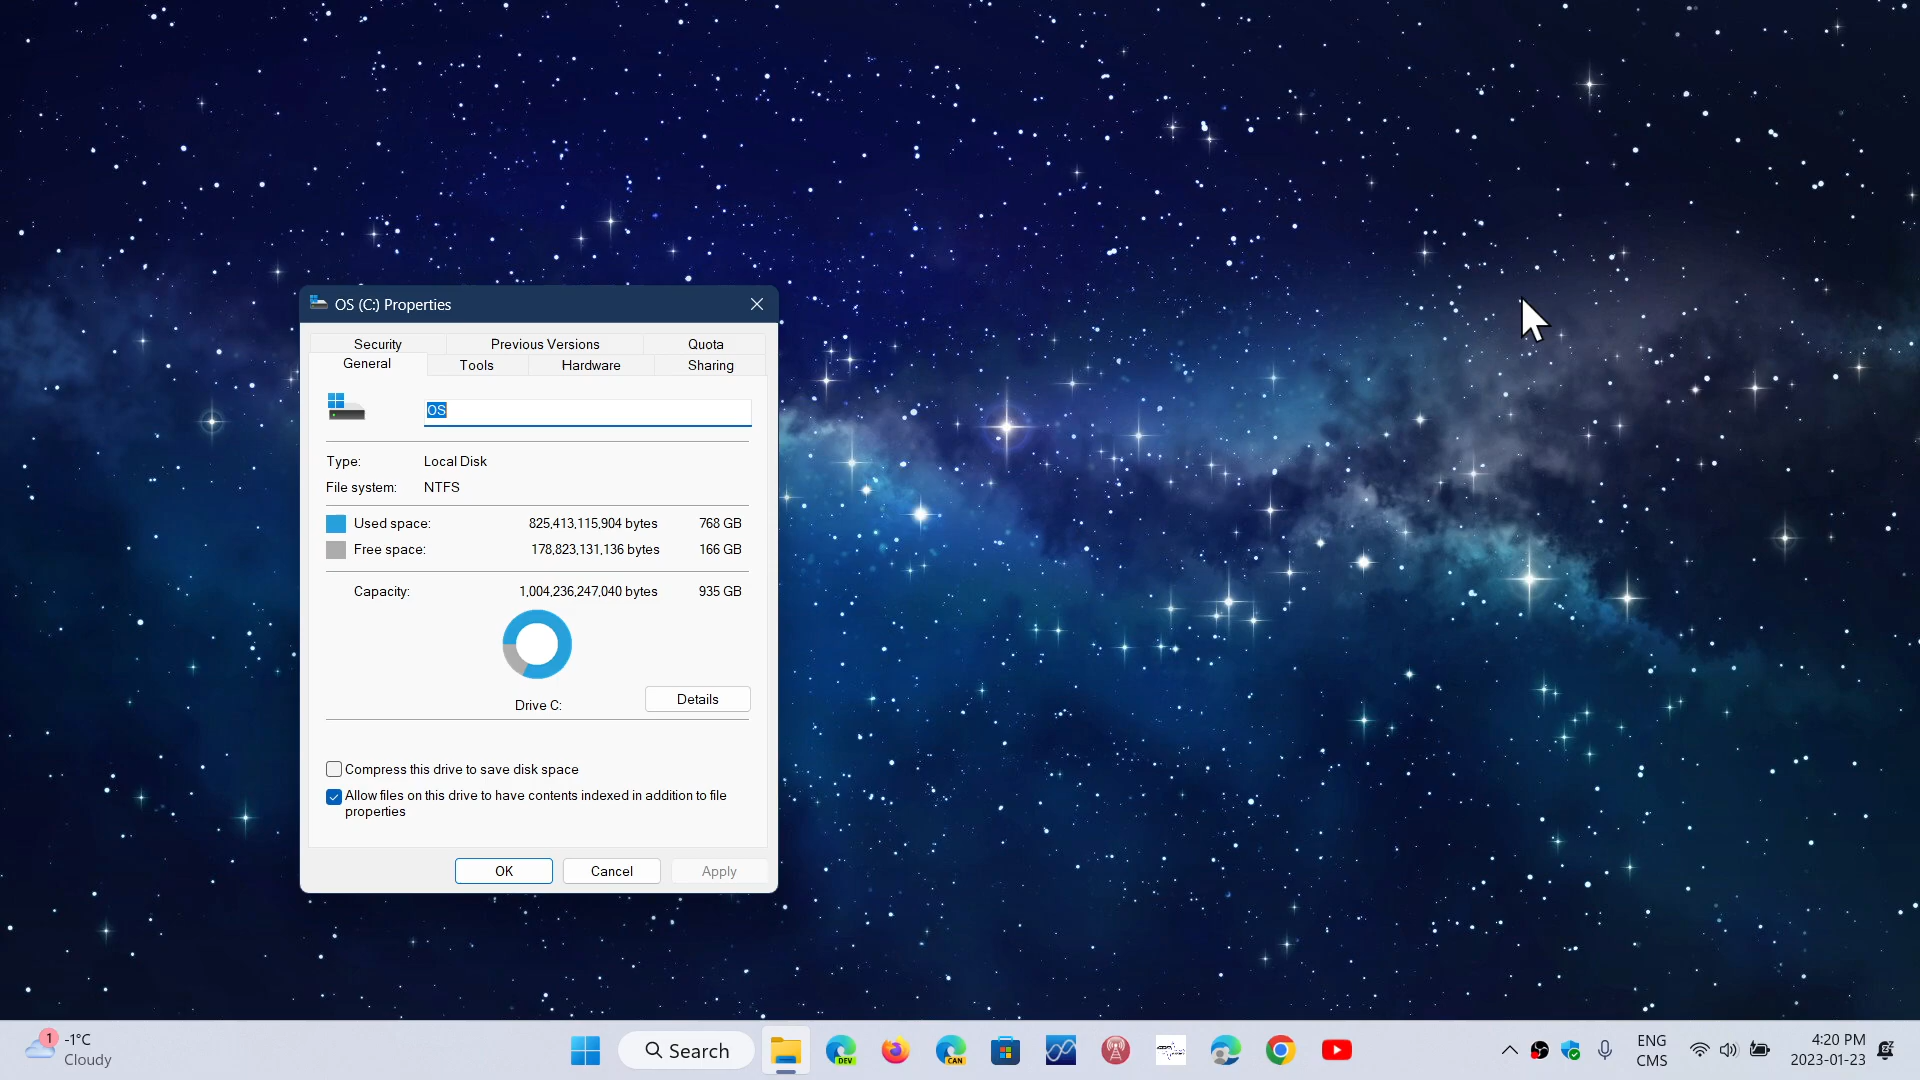 OS (C:) Properties
Security Previous Versions Quota
General Tools Hardware Sharing
OS
Type: Local Disk
File system: NTFS
Used space: 825,413,115,904 bytes 768 GB
Free space: 178,823,131,136 bytes 166 GB
Capacity: 1,004,236,247,040 bytes 935 GB
Drive C:
Details
Compress this drive to save disk space
Allow files on this drive to have contents indexed in addition to file
properties
OK Cancel Apply
1
-1°C
Cloudy
Search
DEV
CAN
ENG
CMS
4:20 PM
2023-01-23